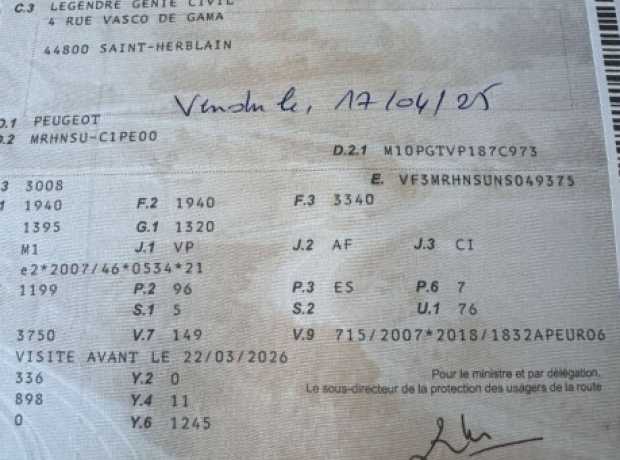 C.3 LEGENDRE GENIE CIVIL
4 RUE VASCO DE GAMA
44800 SAINT-HERBLAIN
Vendu le, 17/04/25
D.1 PEUGEOT
D.2 MRHNSU-C1PE00
D.2.1 M10PGTVP187C973
3 3008 E. VF3MRHNSUNS049375
1 1940 F.2 1940 F.3 3340
1395 G.1 1320
M1 J.1 VP J.2 AF J.3 CI
e2*2007/46*0534*21
1199 P.2 96 P.3 ES P.6 7
S.1 5 S.2 U.1 76
3750 V.7 149 V.9 715/2007*2018/1832APEURO6
VISITE AVANT LE 22/03/2026
336 Y.2 0 Pour le ministre et par délégation,
Le sous-directeur de la protection des usagers de la route
898 Y.4 11
0 Y.6 1245